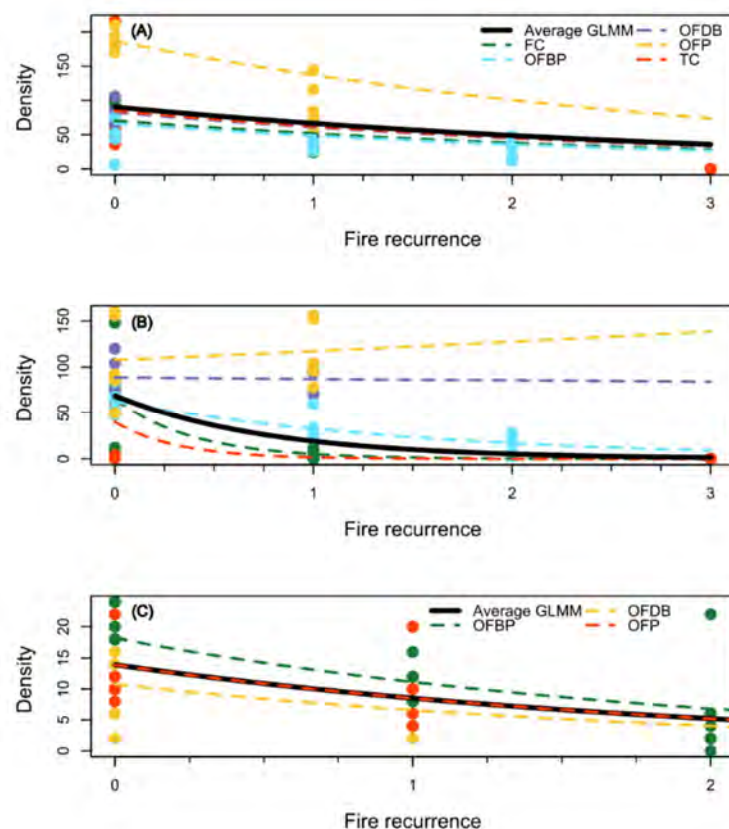 (A)
Average GLMM
FC
OFBP
OFDB
OFP
TC
Density
150
100
50
0
0 1 2 3
Fire recurrence
(B)
Density
150
100
50
0
0 1 2 3
Fire recurrence
(C)
Average GLMM
OFBP
OFDB
OFP
Density
20
15
10
5
0
0 1 2
Fire recurrence